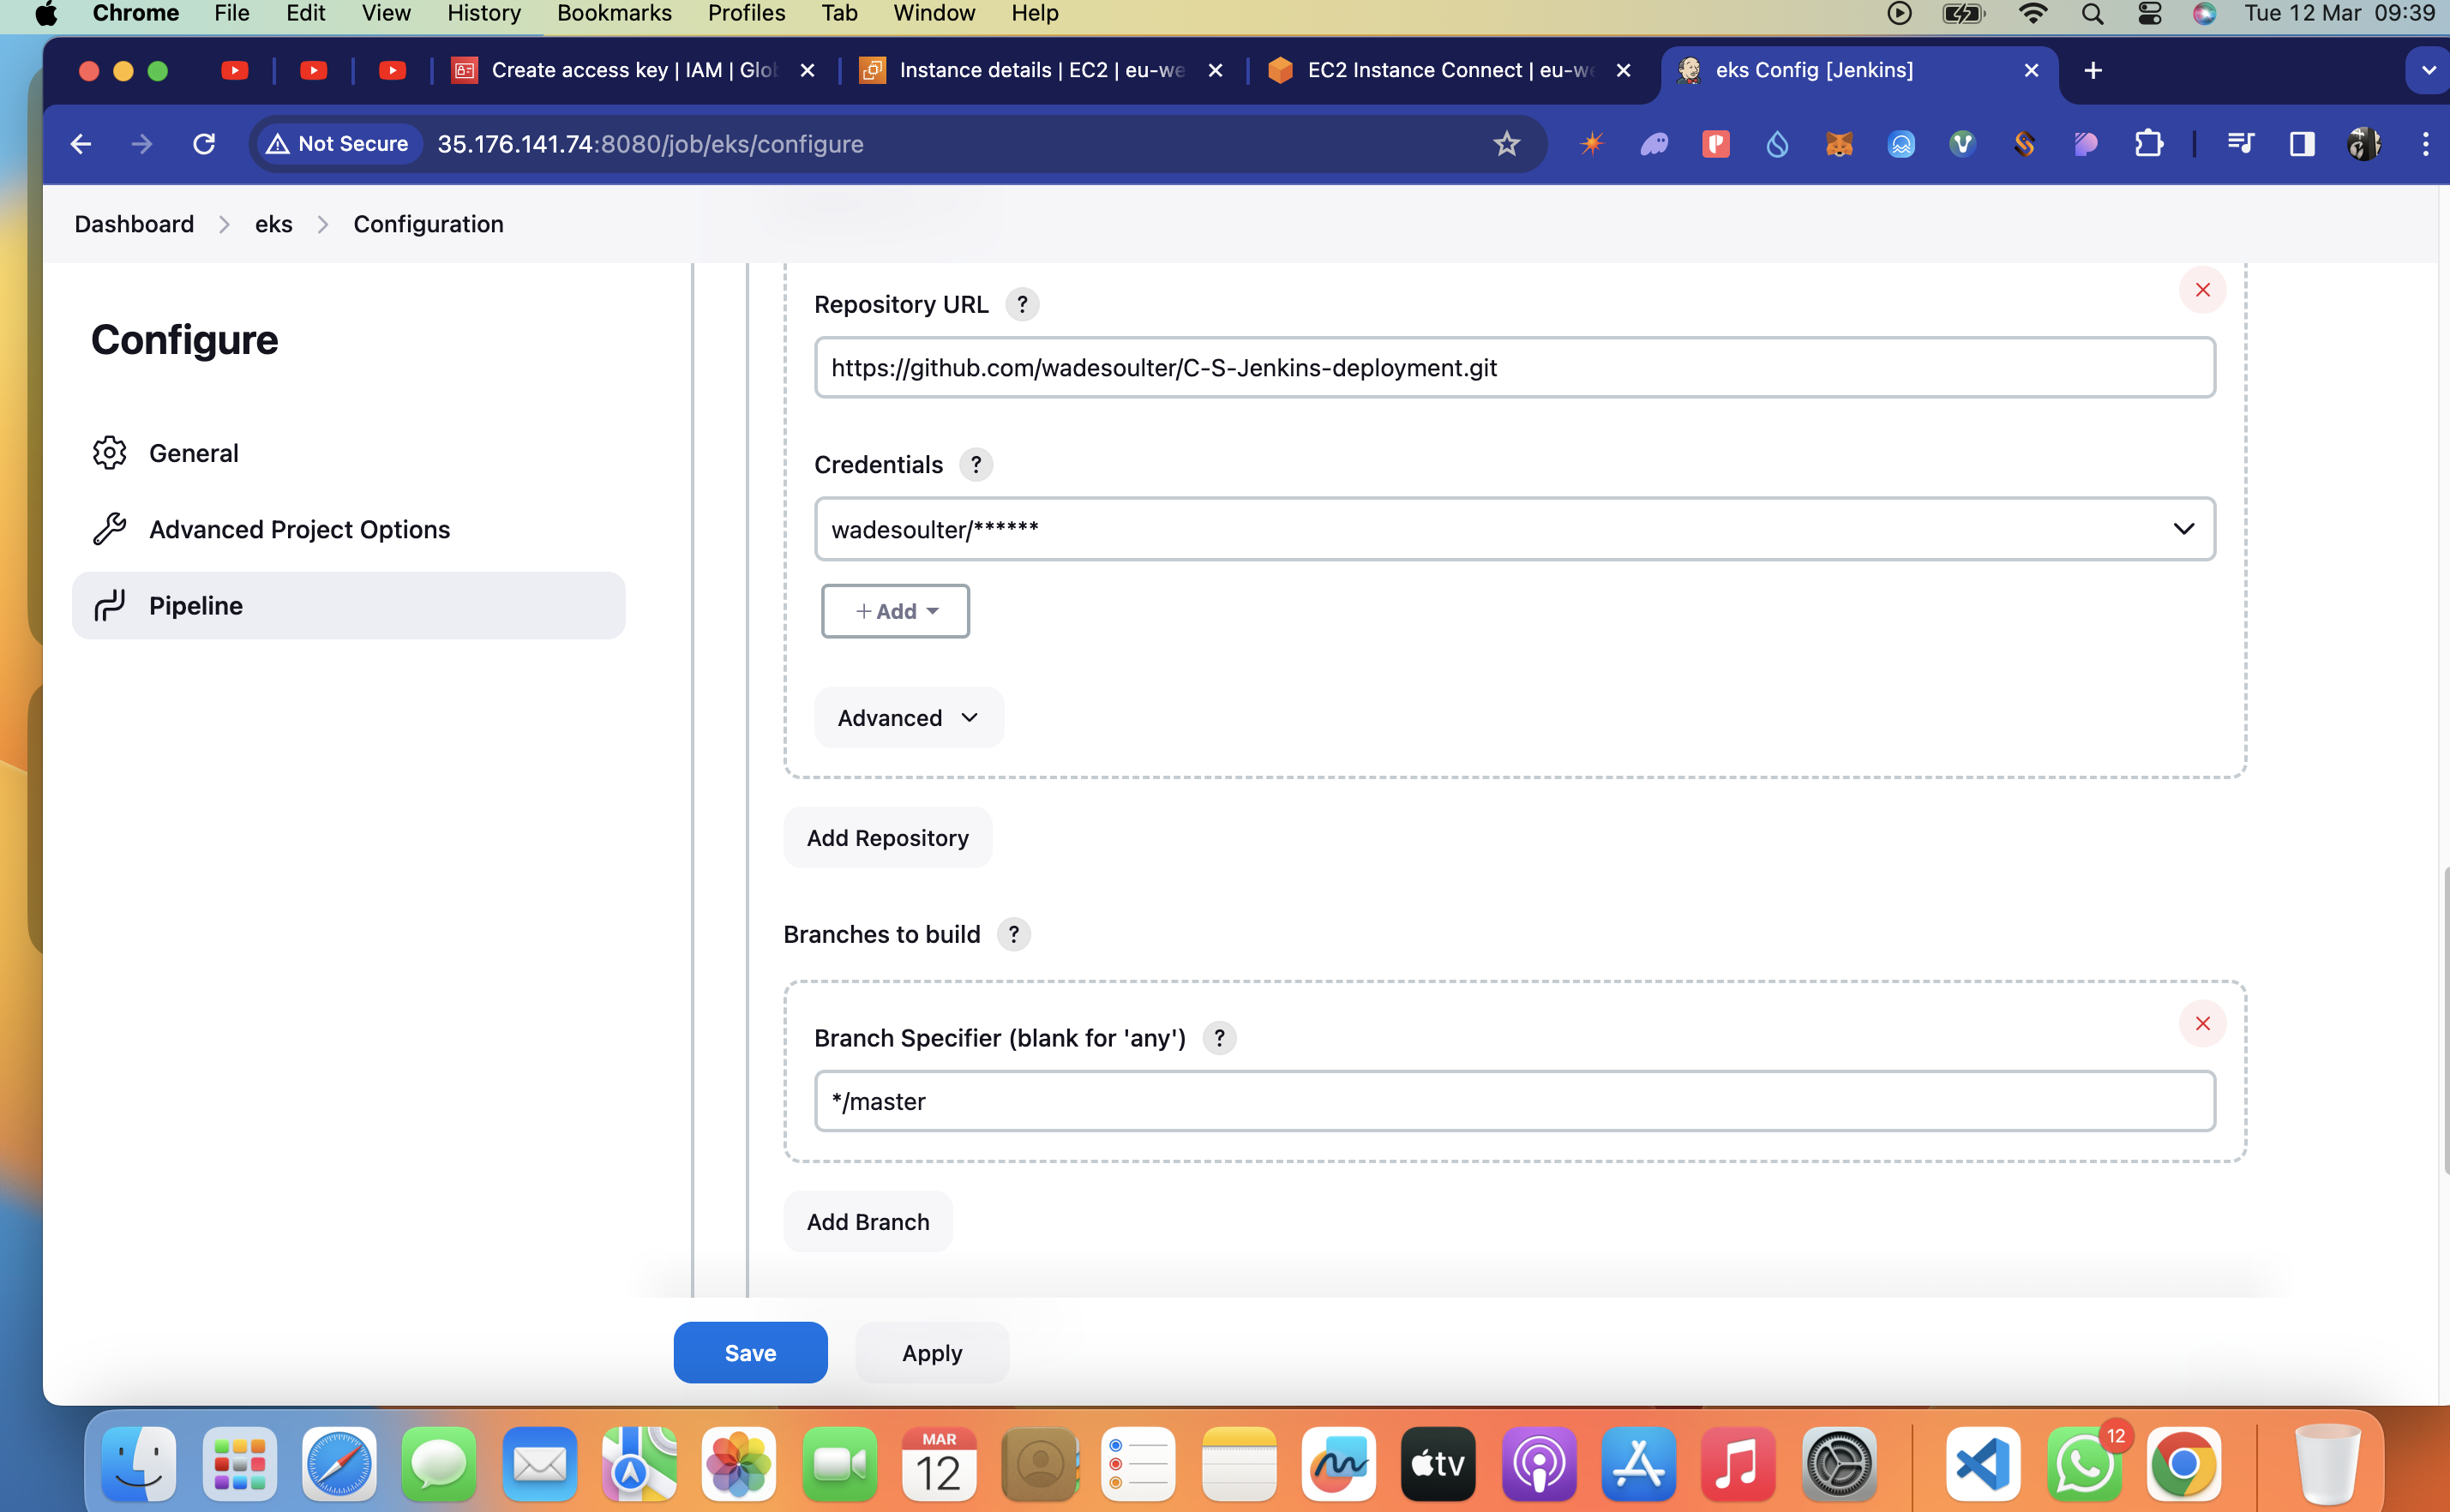 Chrome File Edit View History Bookmarks Profiles Tab Window Help Tue 12 Mar 09:39
Create access key | IAM | Glob Instance details | EC2 | eu-we EC2 Instance Connect | eu-we eks Config [Jenkins]
Not Secure 35.176.141.74:8080/job/eks/configure
Dashboard eks Configuration
Configure
General
Advanced Project Options
Pipeline
Repository URL ?
https://github.com/wadesoulter/C-S-Jenkins-deployment.git
Credentials ?
wadesoulter/******
+ Add
Advanced
Add Repository
Branches to build ?
Branch Specifier (blank for 'any') ?
*/master
Add Branch
Save Apply
MAR
12
tv
12